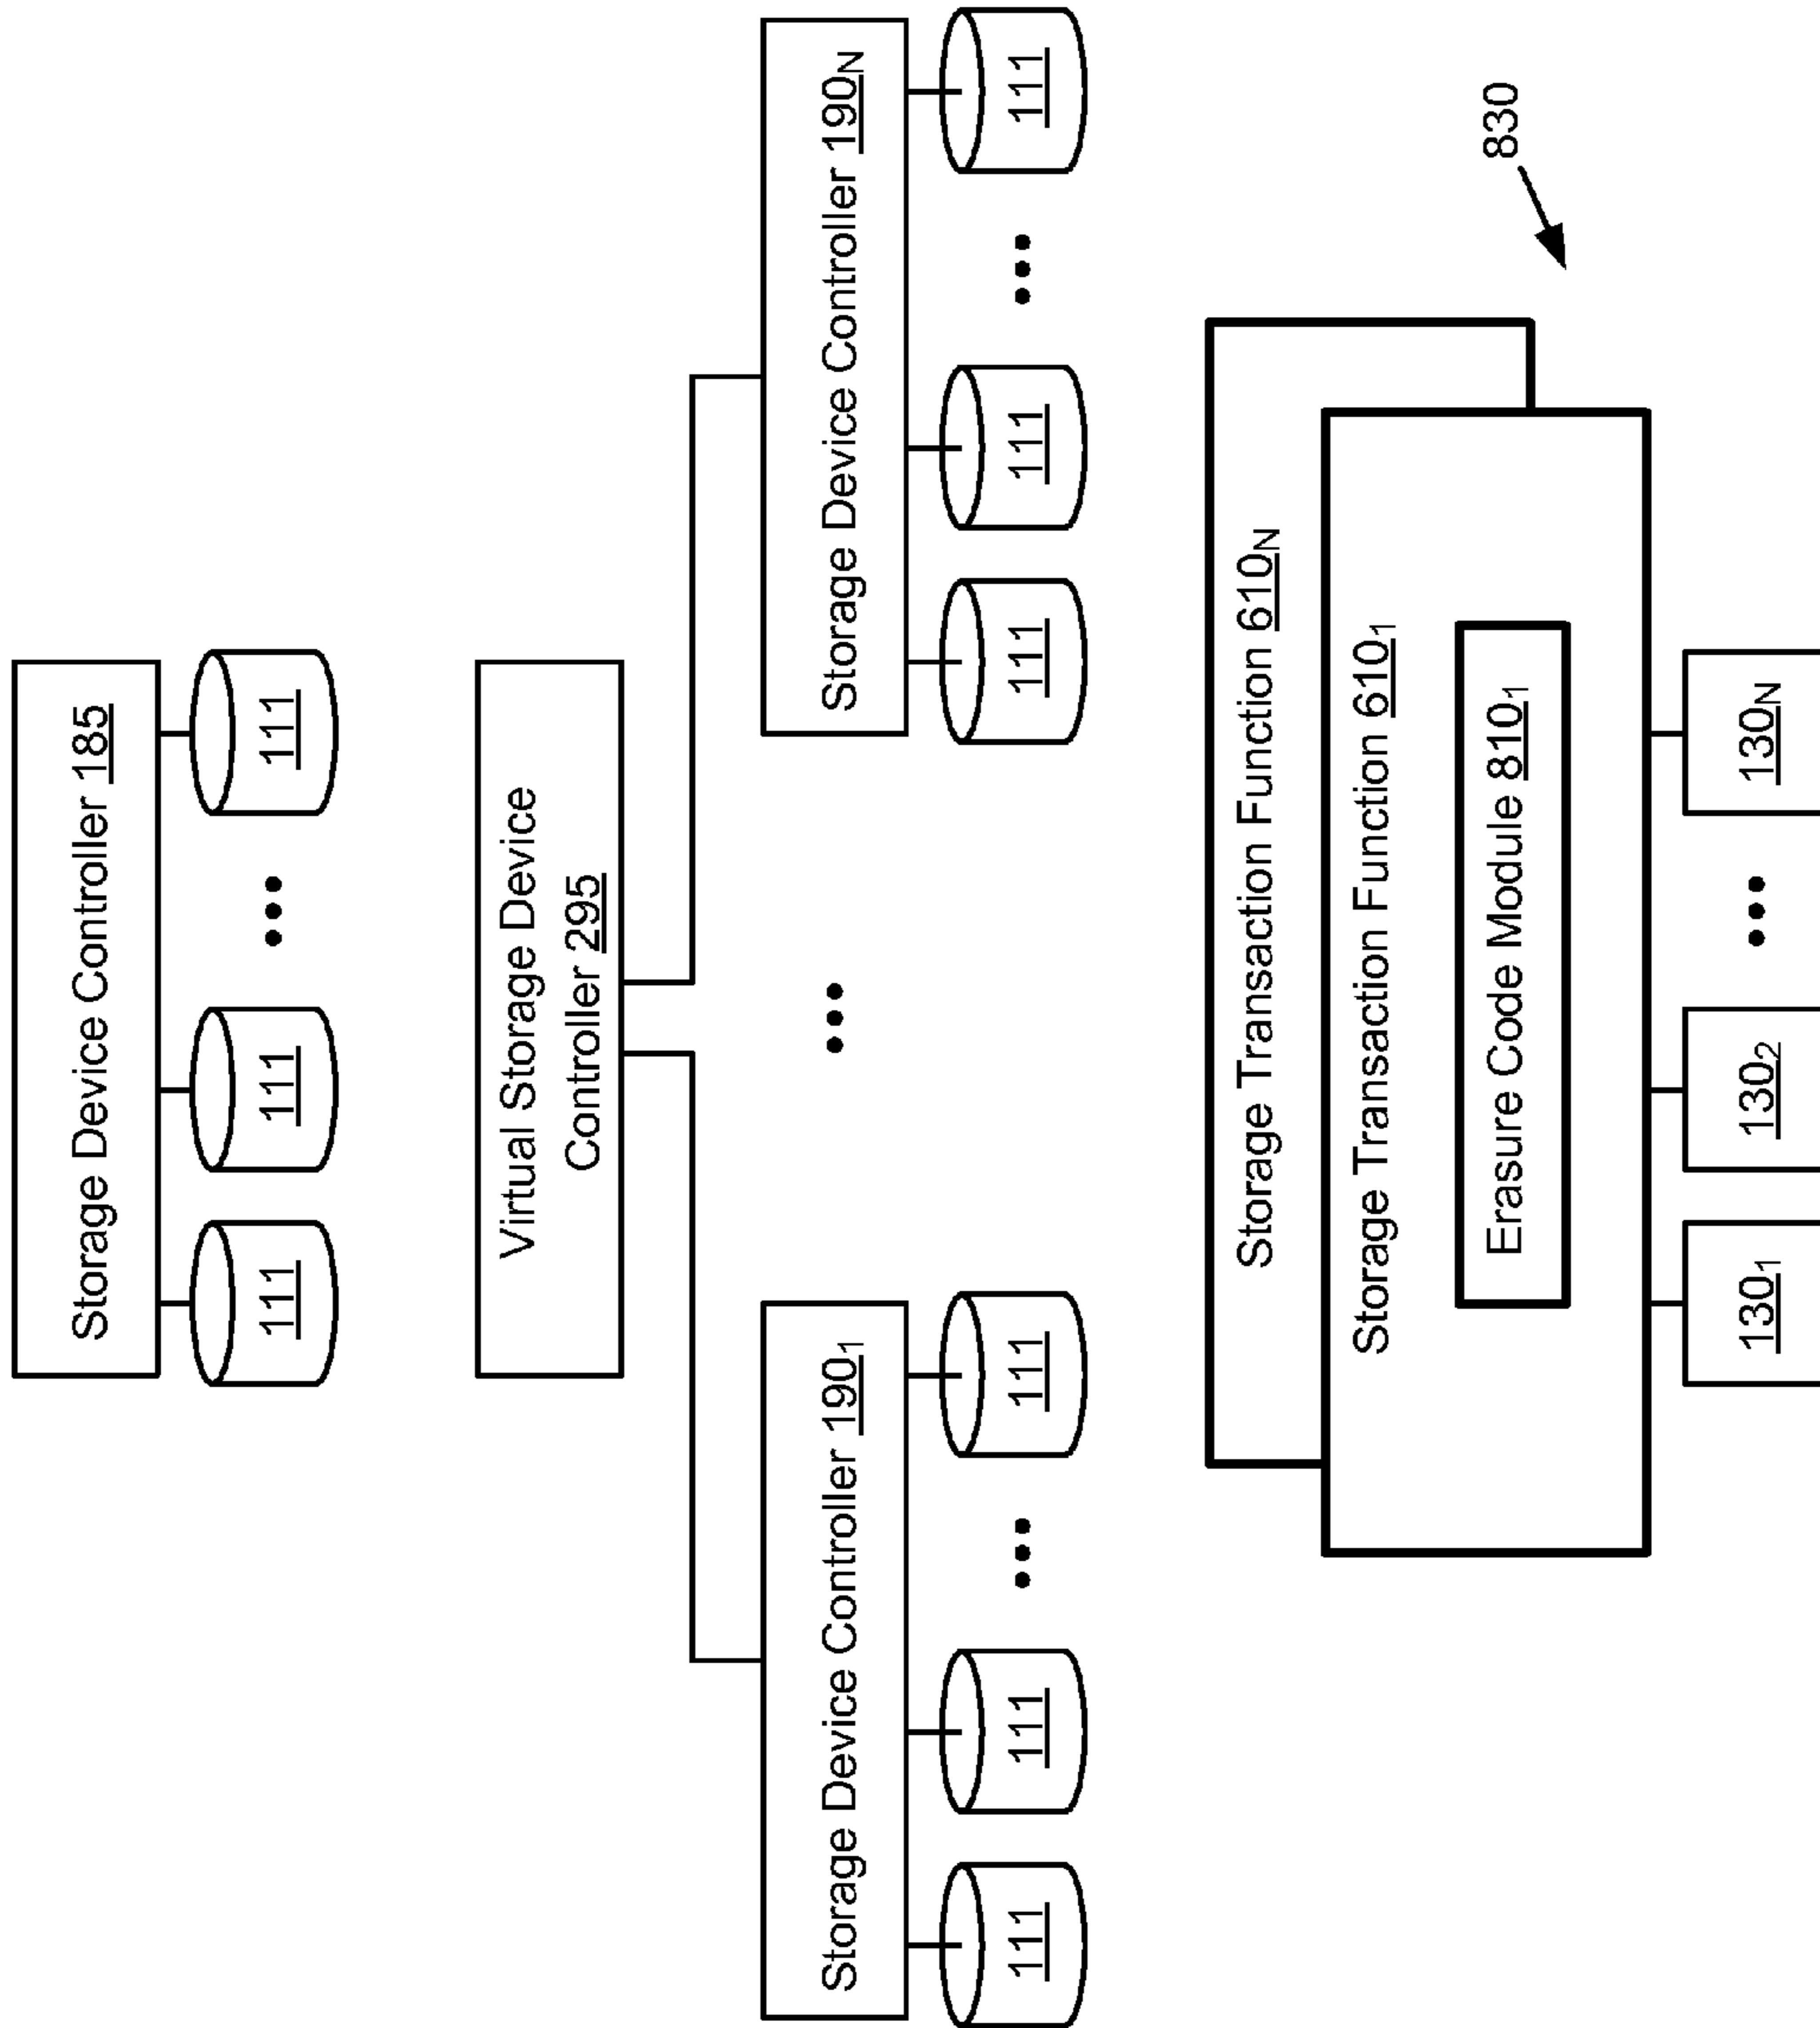 Storage Device Controller 185
111
111
•••
111
Virtual Storage Device
Controller 295
•••
Storage Device Controller 190₁
111
111
•••
111
Storage Device Controller 190N
111
111
•••
111
Storage Transaction Function 610N
Storage Transaction Function 610₁
Erasure Code Module 810₁
830
130₁
130₂
•••
130N